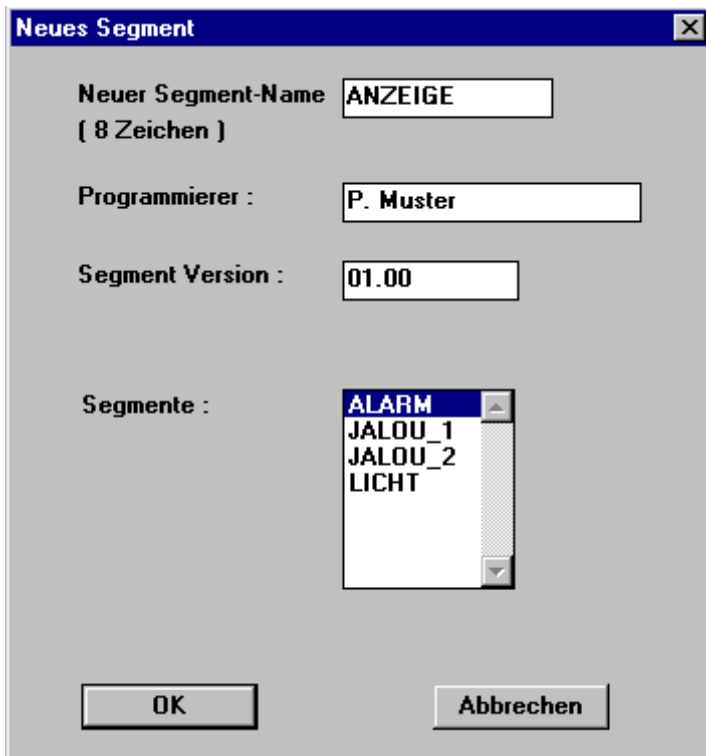 Neues Segment
Neuer Segment-Name
ANZEIGE
( 8 Zeichen )
Programmierer :
P. Muster
Segment Version :
01.00
Segmente :
ALARM
JALOU_1
JALOU_2
LICHT
OK
Abbrechen